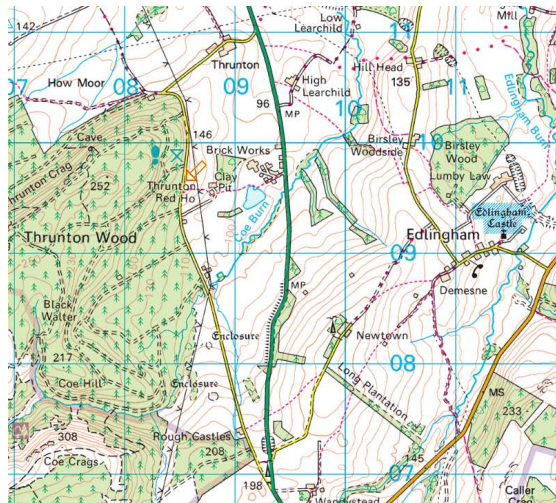 142
Low
Learchild
11
Mill
07
08
09
Thrunton
Hill Head
How Moor
High
Learchild
135
96
MP
10
Edlingham Burn
Cave
146
Brick Works
Birsley
Woodside
10
Birsley
Wood
Thrunton Crag
252
Clay
Pit
Lumby Law
Thrunton
Red Ho
Coe Burn
Edlingham
Castle
Thrunton Wood
09
Edlingham
Black
Walter
MP
Demesne
Enclosure
Newtown
217
08
Coe Hill
Enclosure
Long Plantation
MS
233
308
Rough Castles
208
Coe Crags
145
07
198
Wandystead
Caller
Crag